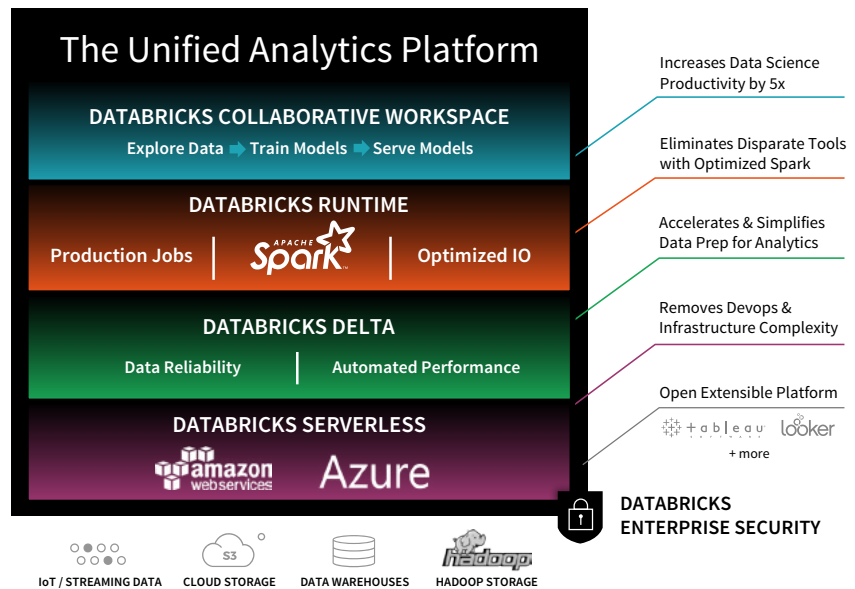 The Unified Analytics Platform
DATABRICKS COLLABORATIVE WORKSPACE
Explore Data Train Models Serve Models
DATABRICKS RUNTIME
Production Jobs
APACHE
Spark
TM
Optimized IO
DATABRICKS DELTA
Data Reliability
Automated Performance
DATABRICKS SERVERLESS
amazon
webservices
Azure
Increases Data Science
Productivity by 5x
Eliminates Disparate Tools
with Optimized Spark
Accelerates & Simplifies
Data Prep for Analytics
Removes Devops &
Infrastructure Complexity
Open Extensible Platform
+ a b l e a u
looker
+ more
DATABRICKS
ENTERPRISE SECURITY
S3
hadoop
IoT / STREAMING DATA
CLOUD STORAGE
DATA WAREHOUSES
HADOOP STORAGE